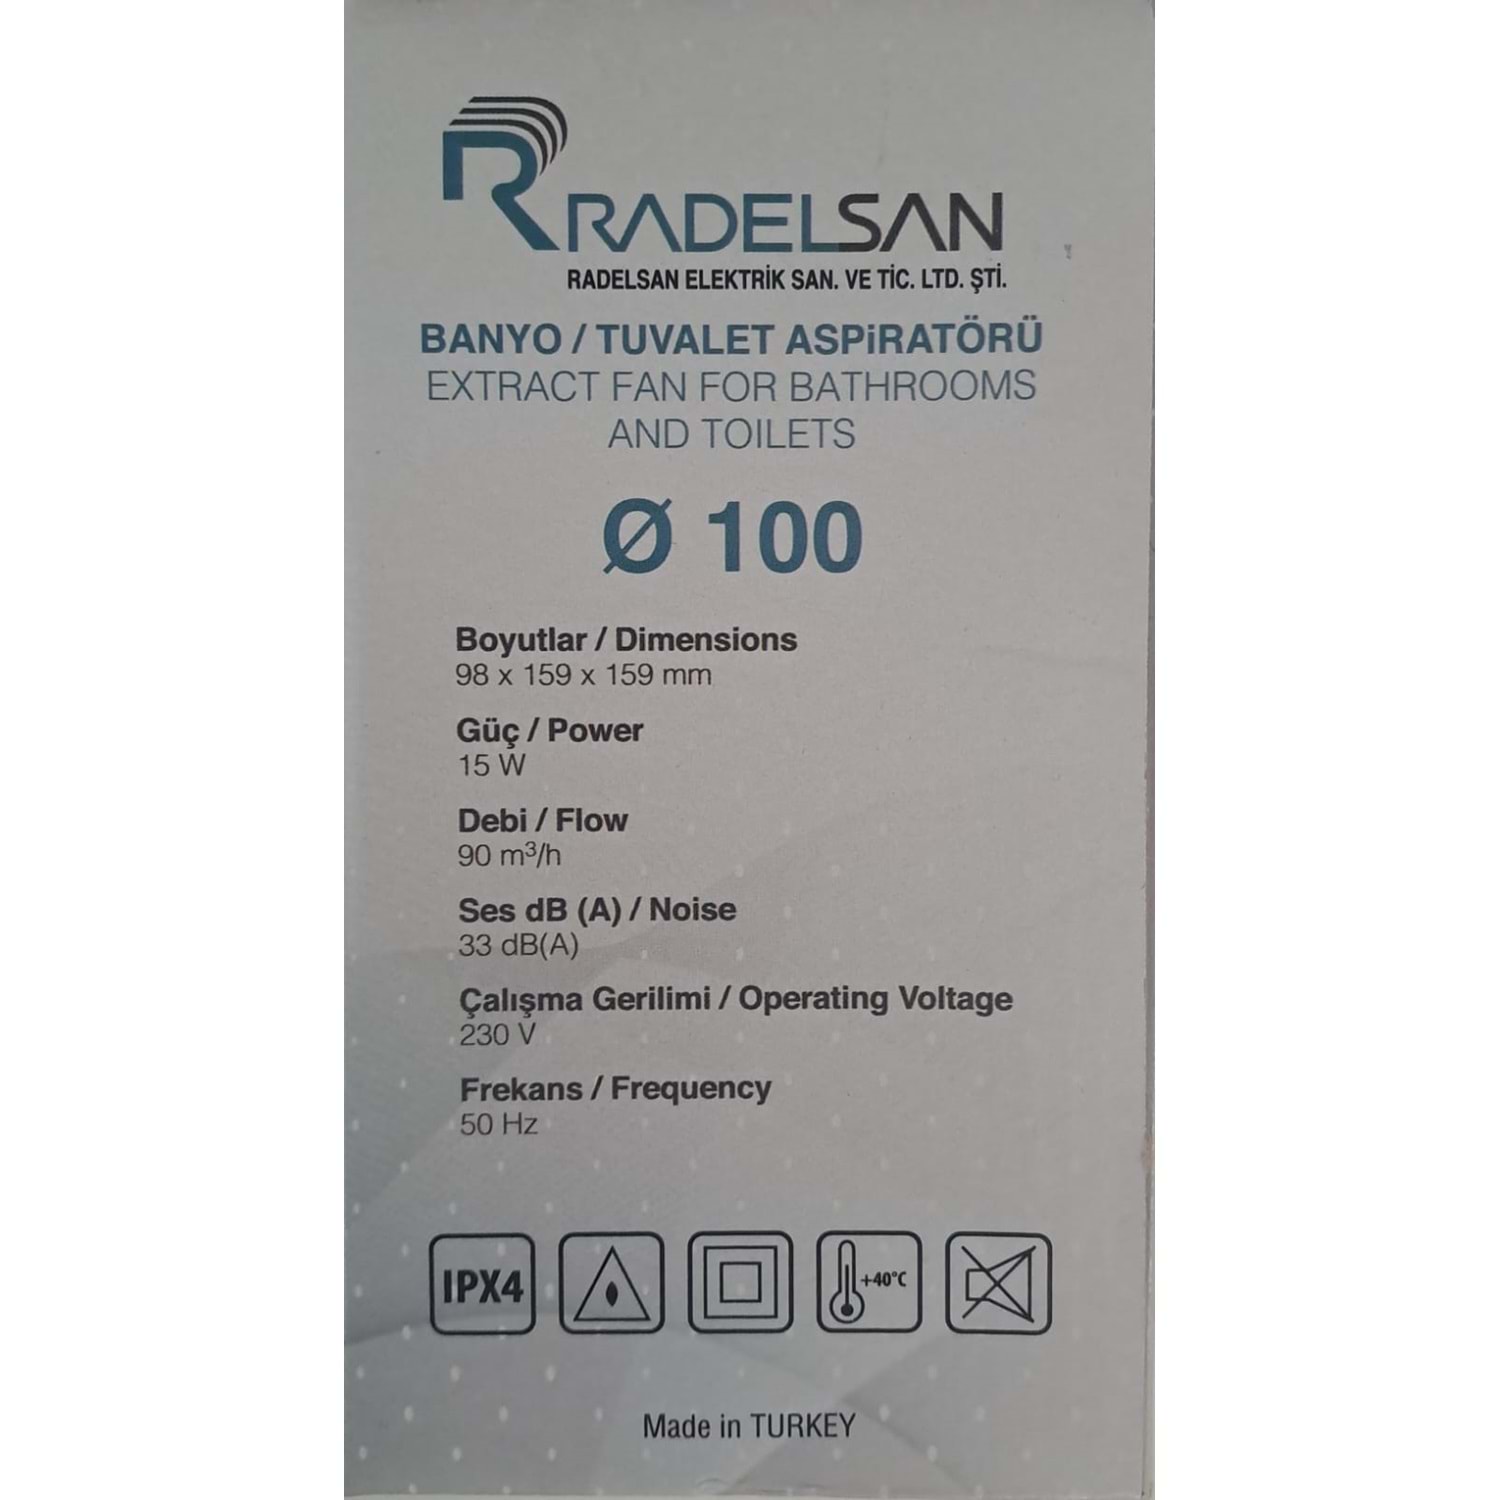 RADELSAN
RADELSAN ELEKTRİK SAN. VE TİC. LTD. ŞTİ.
BANYO / TUVALET ASPiRATÖRÜ
EXTRACT FAN FOR BATHROOMS
AND TOILETS
Ø 100
Boyutlar / Dimensions
98 x 159 x 159 mm
Güç / Power
15 W
Debi / Flow
90 m³/h
Ses dB (A) / Noise
33 dB(A)
Çalışma Gerilimi / Operating Voltage
230 V
Frekans / Frequency
50 Hz
IPX4
+40°C
Made in TURKEY